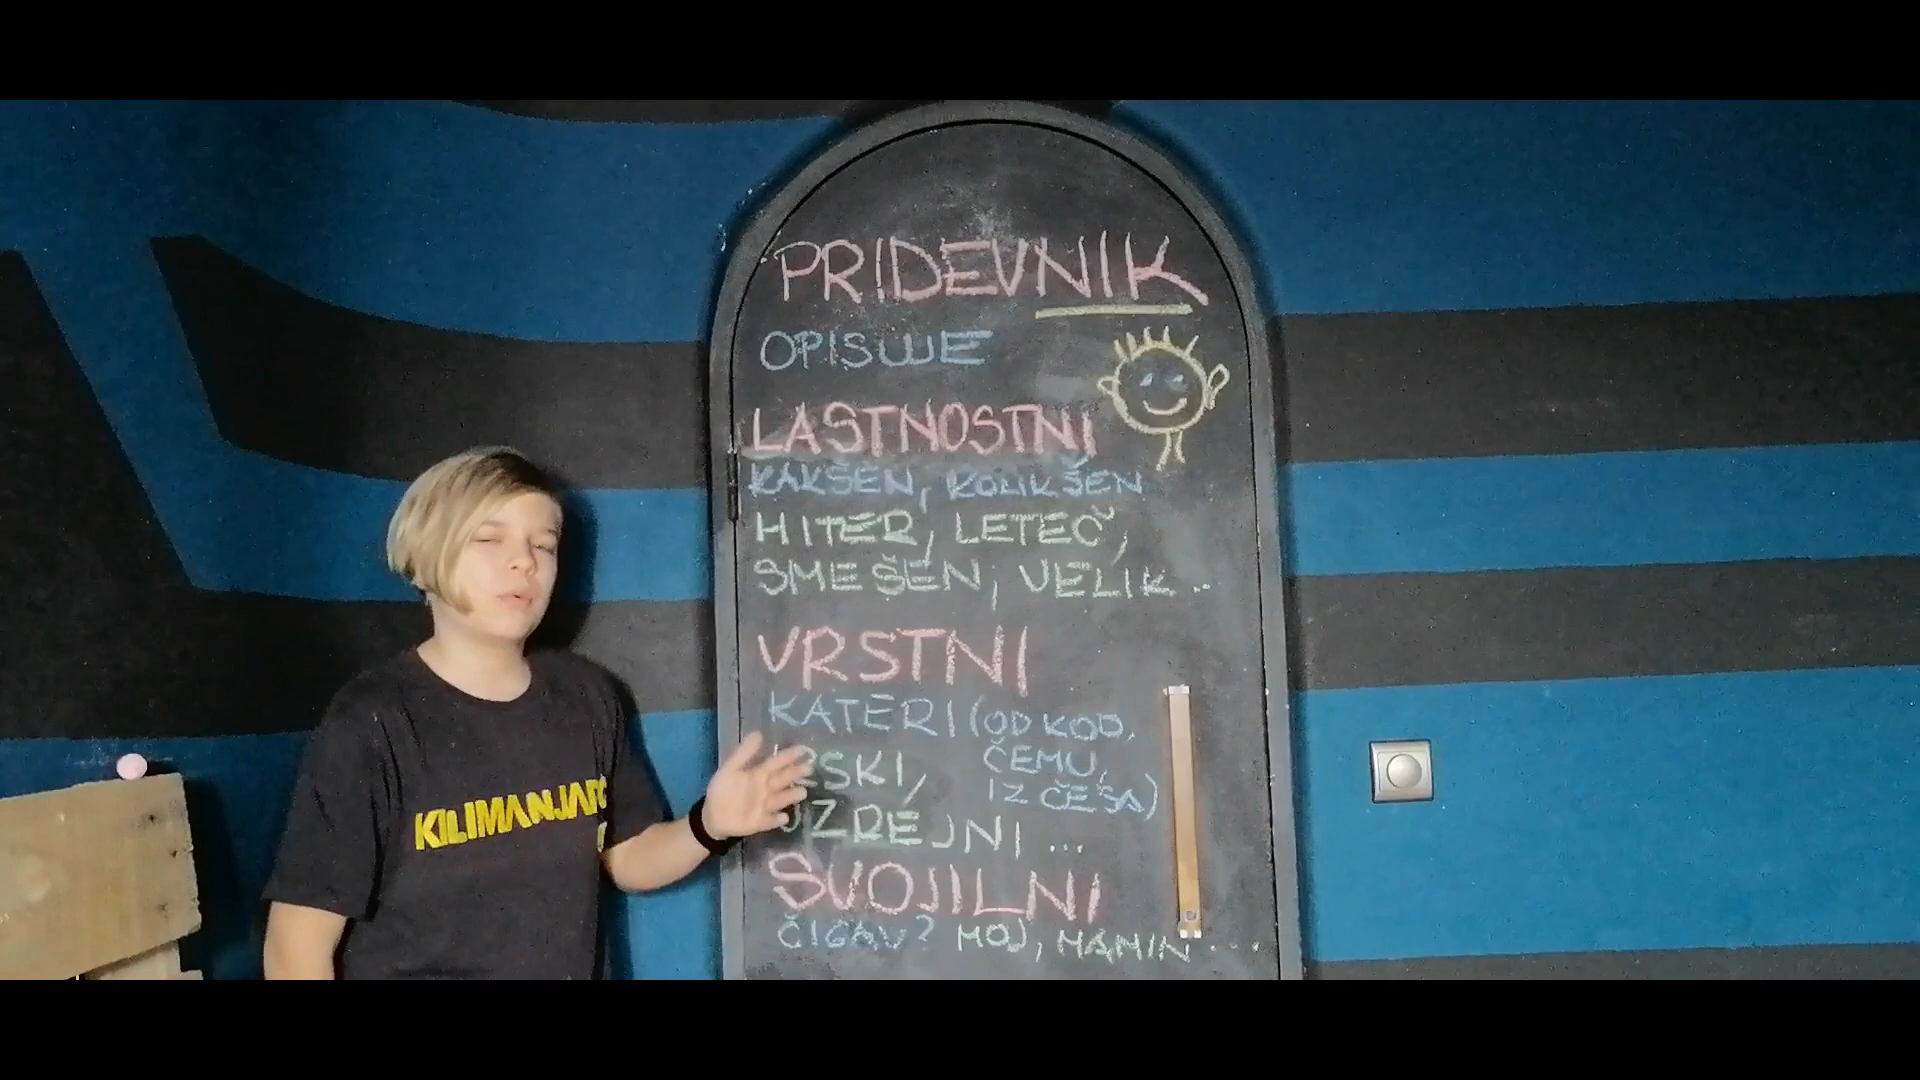 PRIDEVNIK
OPISUJE
LASTNOSTNI
KAKŠEN, KOLIKŠEN
HITER, LETEČ,
SMEŠEN, VELIK..
VRSTNI
KATERI (OD KOD,
ČEMU,
IZ ČESA)
...
SVOJILNI
ČIGAV? MOJ, MAMIN ...